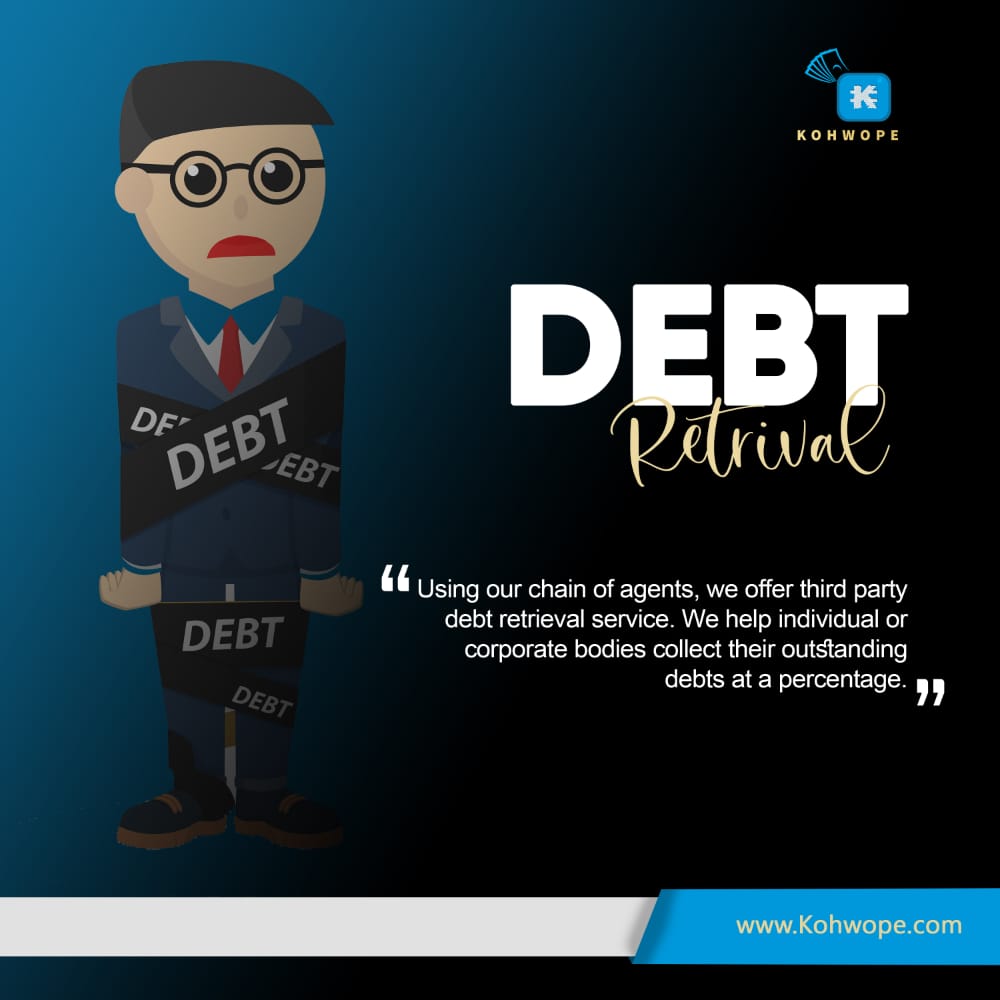 K
KOHWOPE
DEBT
Retrival
DEBT
DEBT
DEBT
“Using our chain of agents, we offer third party
debt retrieval service. We help individual or
corporate bodies collect their outstanding
debts at a percentage.”
DEBT
DEBT
www.Kohwope.com